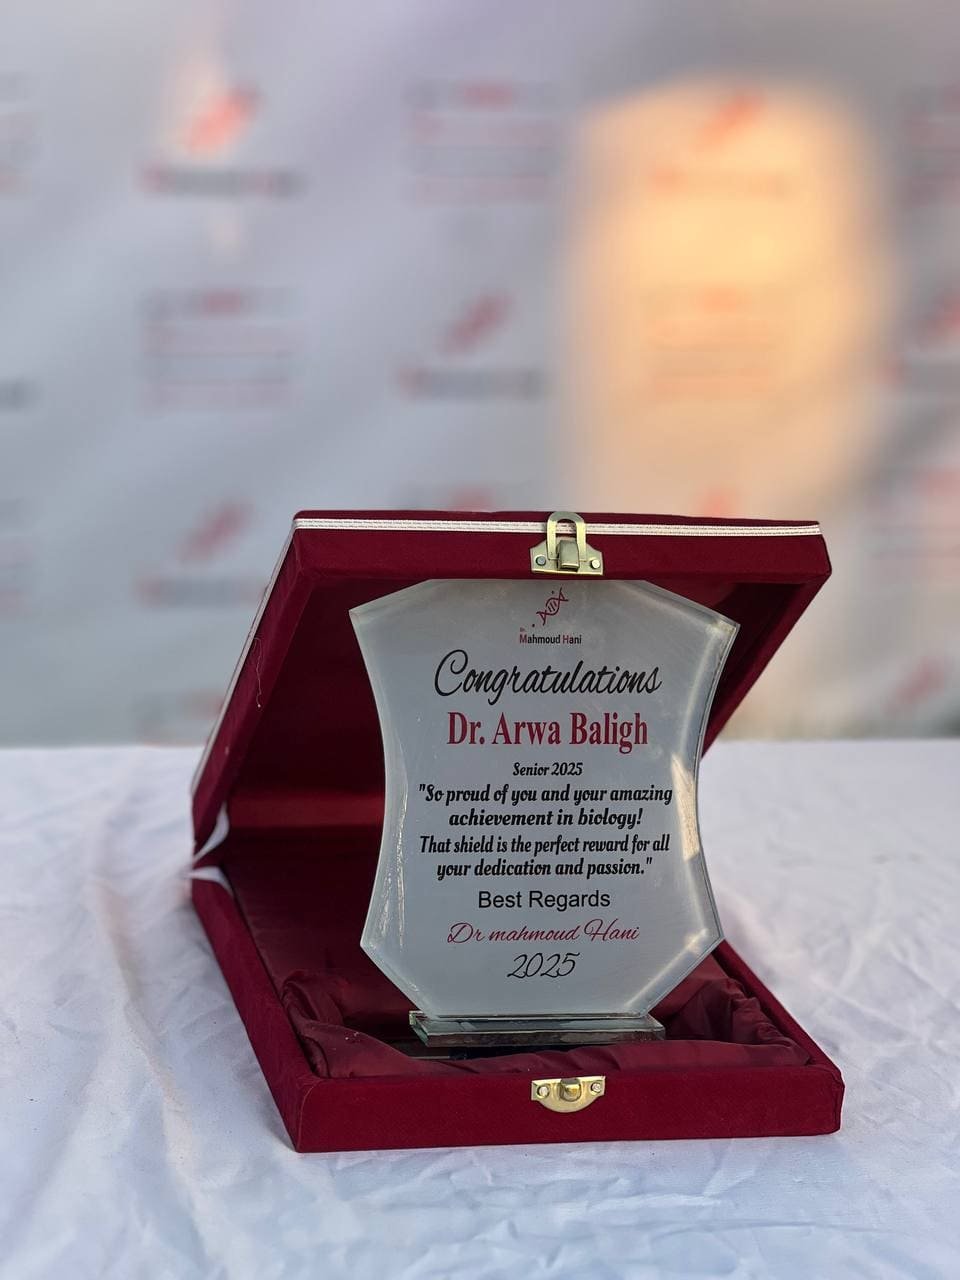 Dr.
Mahmoud Hani
Congratulations
Dr. Arwa Baligh
Senior 2025
"So proud of you and your amazing
achievement in biology!
That shield is the perfect reward for all
your dedication and passion."
Best Regards
Dr mahmoud Hani
2025